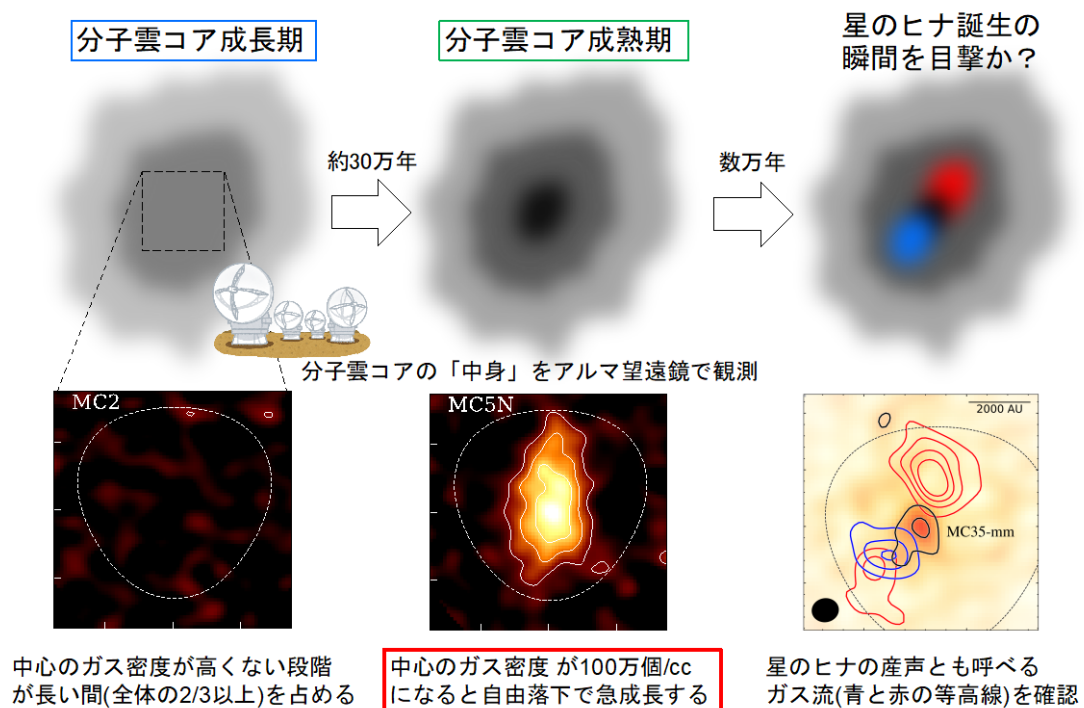 分子雲コア成長期
分子雲コア成熟期
星のヒナ誕生の
瞬間を目撃か？
約30万年
数万年
分子雲コアの「中身」をアルマ望遠鏡で観測
MC2
MC5N
2000 AU
MC35-mm
中心のガス密度が高くない段階
が長い間(全体の2/3以上)を占める
中心のガス密度 が100万個/cc
になると自由落下で急成長する
星のヒナの産声とも呼べる
ガス流(青と赤の等高線)を確認